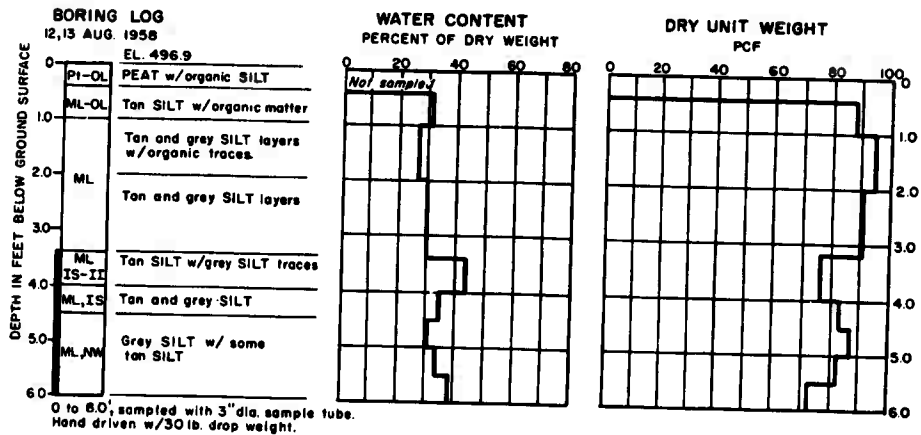 BORING LOG
12,13 AUG. 1958
EL. 496.9
DEPTH IN FEET BELOW GROUND SURFACE
0
1.0
2.0
3.0
4.0
5.0
6.0
Pt-OL
PEAT w/organic SILT
ML-OL
Tan SILT w/organic matter
ML
Tan and grey SILT layers
w/organic traces.
Tan and grey SILT layers
ML
IS-II
Tan SILT w/grey SILT traces
ML, IS
Tan and grey SILT
ML, NW
Grey SILT w/ some
tan SILT
0 to 6.0', sampled with 3" dia. sample tube.
Hand driven w/30 lb. drop weight.
WATER CONTENT
PERCENT OF DRY WEIGHT
0 20 40 60 80
Not sampled
DRY UNIT WEIGHT
PCF
0 20 40 60 80 100
0
1.0
2.0
3.0
4.0
5.0
6.0